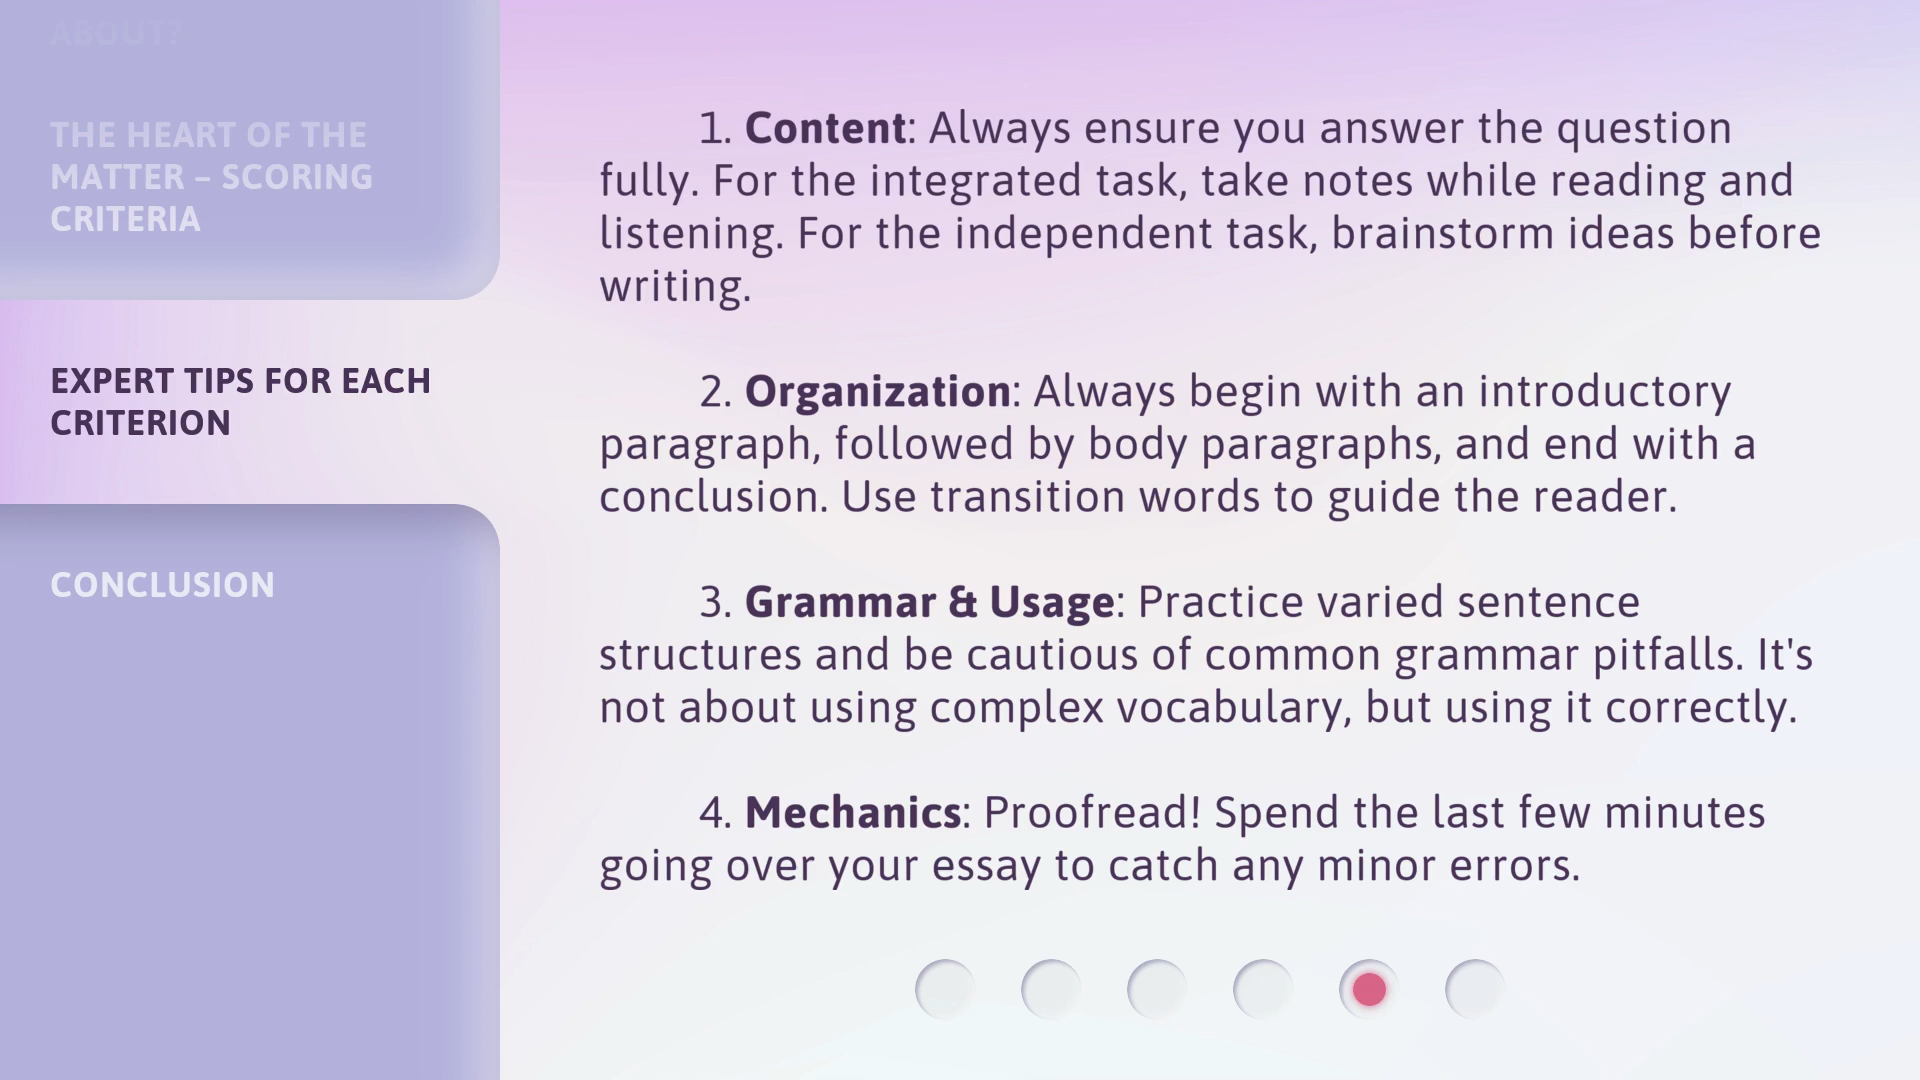 ABOUT?
THE HEART OF THE
MATTER – SCORING
CRITERIA
EXPERT TIPS FOR EACH
CRITERION
CONCLUSION
1. Content: Always ensure you answer the question
fully. For the integrated task, take notes while reading and
listening. For the independent task, brainstorm ideas before
writing.
2. Organization: Always begin with an introductory
paragraph, followed by body paragraphs, and end with a
conclusion. Use transition words to guide the reader.
3. Grammar & Usage: Practice varied sentence
structures and be cautious of common grammar pitfalls. It's
not about using complex vocabulary, but using it correctly.
4. Mechanics: Proofread! Spend the last few minutes
going over your essay to catch any minor errors.